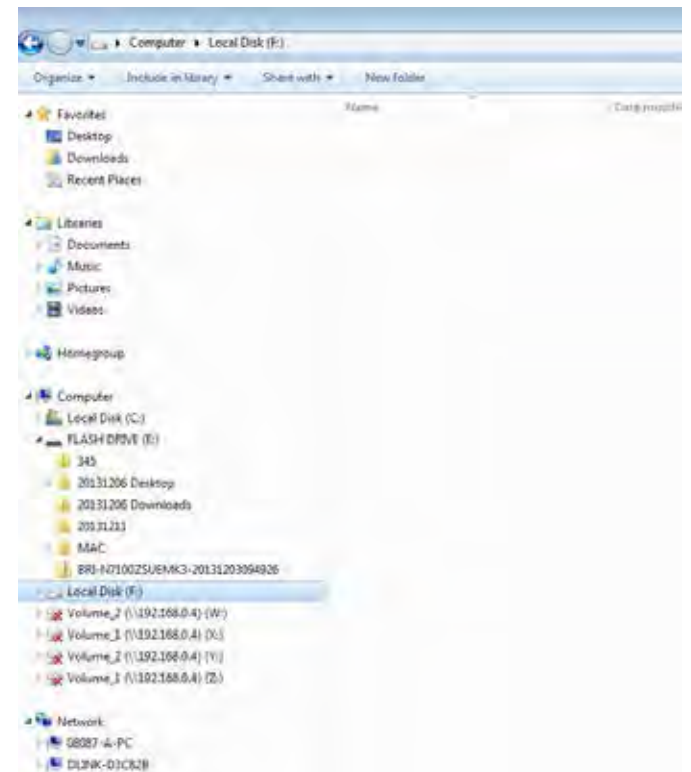 Computer Local Disk (F:)
Organize Include in library Share with New folder
Name
Favorites
Desktop
Downloads
Recent Places
Libraries
Documents
Music
Pictures
Videos
Homegroup
Computer
Local Disk (C:)
FLASH DRIVE (E:)
345
20131206 Desktop
20131206 Downloads
20131211
MAC
Local Disk (F:)
Volume_2 (\\192.168.0.4) (W:)
Volume_1 (\\192.168.0.4) (X:)
Volume_2 (\\192.168.0.4) (Y:)
Volume_1 (\\192.168.0.4) (Z:)
Network
08087-A-PC